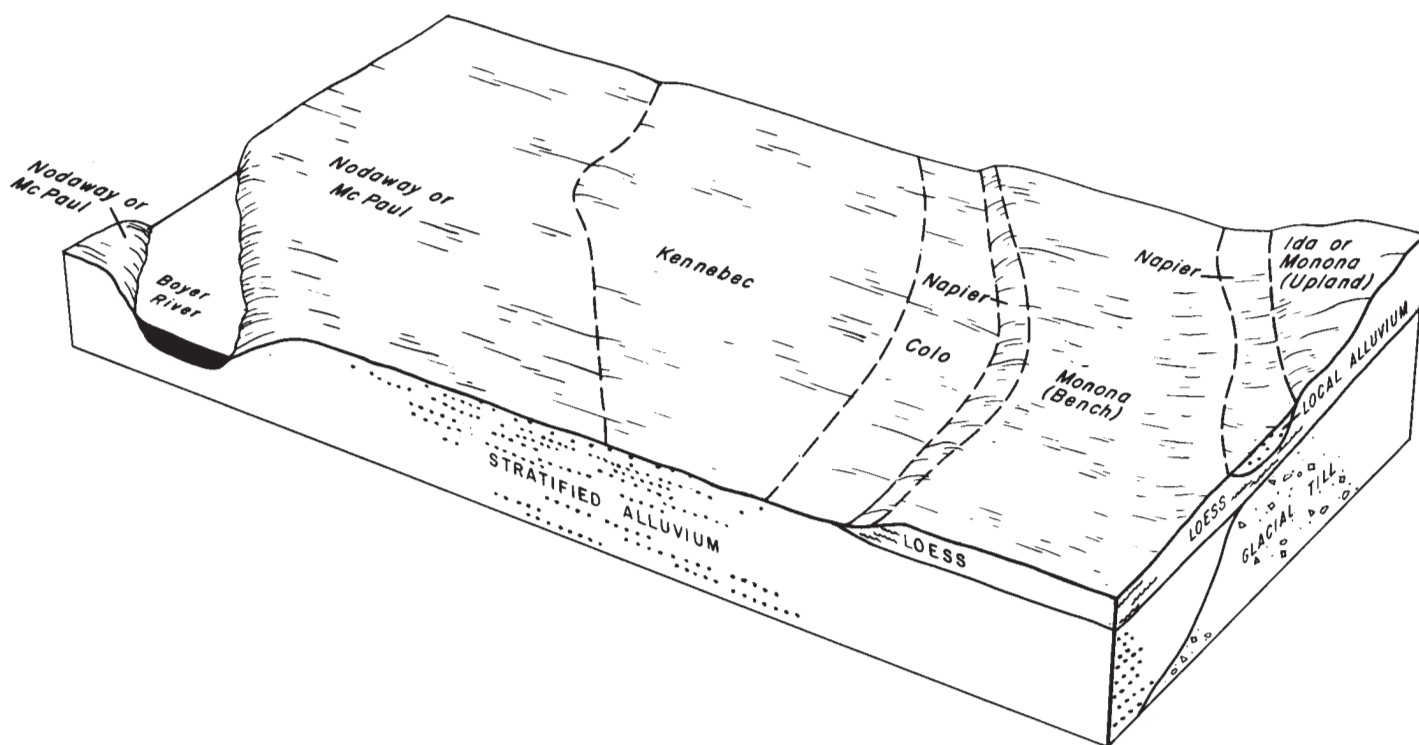 Nodaway or
Mc Paul
Boyer
River
Nodaway or
Mc Paul
Kennebec
Napier
Colo
Monona
(Bench)
Napier
Ida or
Monona
(Upland)
STRATIFIED ALLUVIUM
LOESS
LOESS
LOCAL ALLUVIUM
GLACIAL TILL